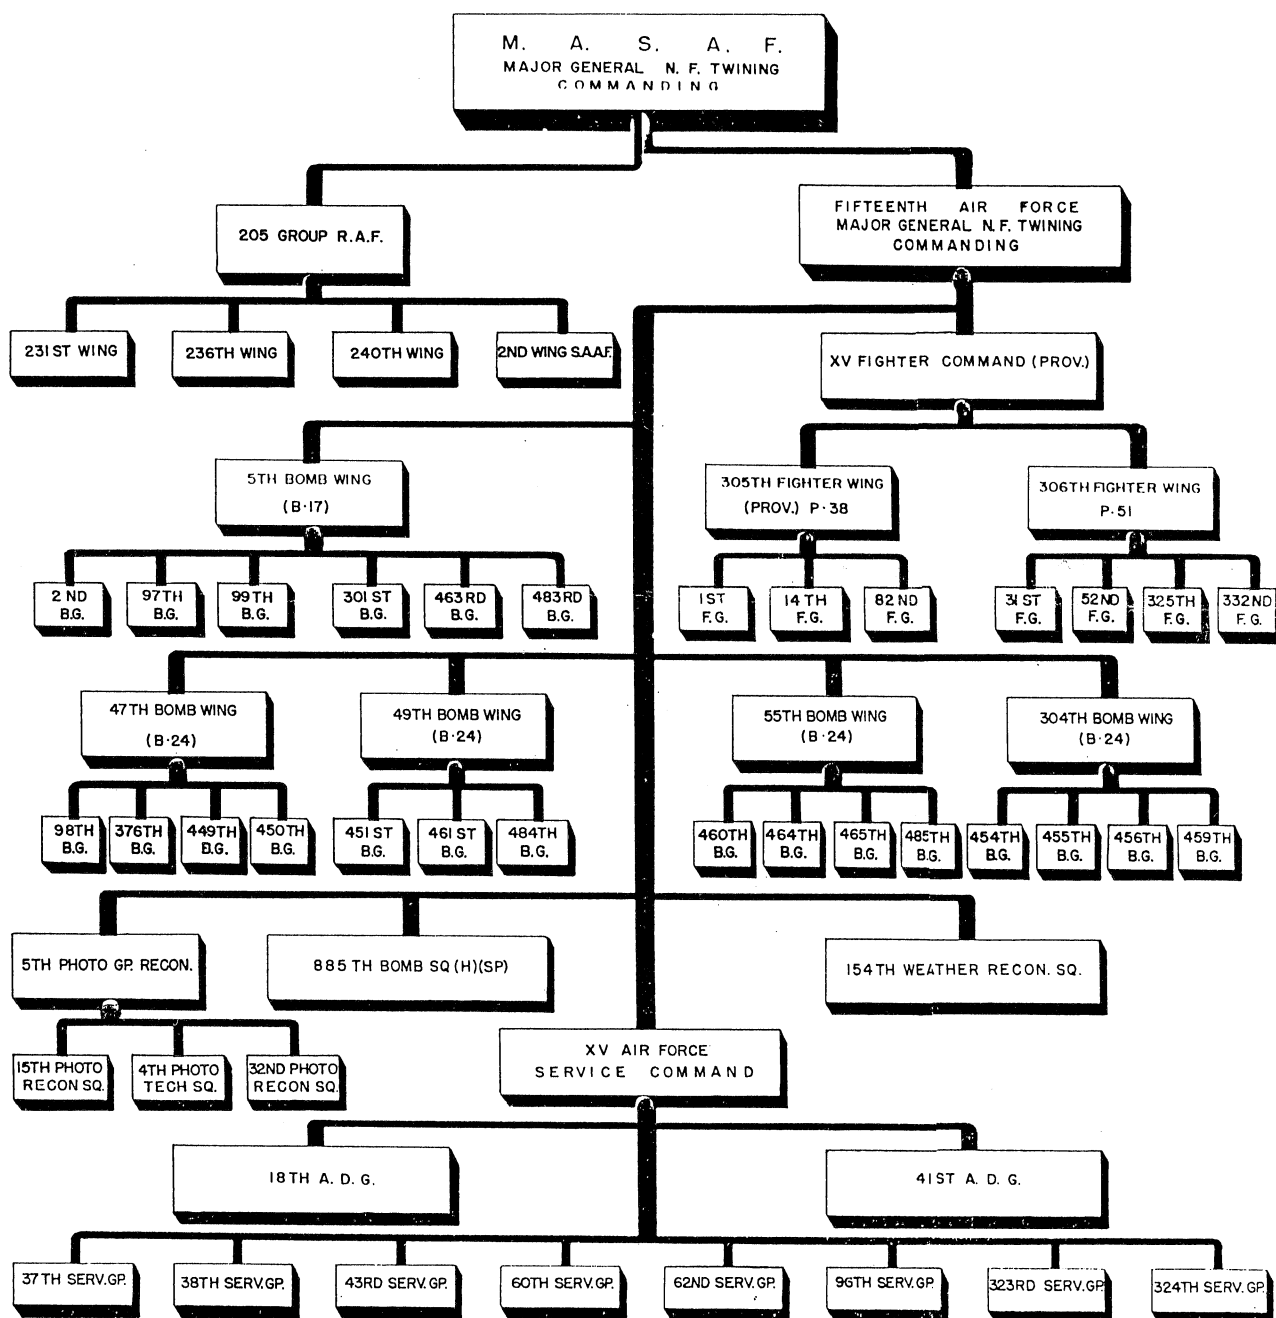 M. A. S. A. F.
MAJOR GENERAL N. F. TWINING
COMMANDING
205 GROUP R.A.F.
FIFTEENTH AIR FORCE
MAJOR GENERAL N.F. TWINING
COMMANDING
231ST WING
236TH WING
240TH WING
2ND WING S.A.A.F.
XV FIGHTER COMMAND (PROV.)
5TH BOMB WING
(B-17)
305TH FIGHTER WING
(PROV.) P-38
306TH FIGHTER WING
P-51
2ND
B.G.
97TH
B.G.
99TH
B.G.
301ST
B.G.
463RD
B.G.
483RD
B.G.
1ST
F.G.
14TH
F.G.
82ND
F.G.
31ST
F.G.
52ND
F.G.
325TH
F.G.
332ND
F.G.
47TH BOMB WING
(B-24)
49TH BOMB WING
(B-24)
55TH BOMB WING
(B-24)
304TH BOMB WING
(B-24)
98TH
B.G.
376TH
B.G.
449TH
B.G.
450TH
B.G.
451ST
B.G.
461ST
B.G.
484TH
B.G.
460TH
B.G.
464TH
B.G.
465TH
B.G.
485TH
B.G.
454TH
B.G.
455TH
B.G.
456TH
B.G.
459TH
B.G.
5TH PHOTO GP. RECON.
885TH BOMB SQ (H)(SP)
154TH WEATHER RECON. SQ.
15TH PHOTO
RECON SQ.
4TH PHOTO
TECH SQ.
32ND PHOTO
RECON SQ.
XV AIR FORCE
SERVICE COMMAND
18TH A. D. G.
41ST A. D. G.
37TH SERV. GP.
38TH SERV. GP.
43RD SERV. GP.
60TH SERV. GP.
62ND SERV. GP.
96TH SERV. GP.
323RD SERV. GP.
324TH SERV. GP.